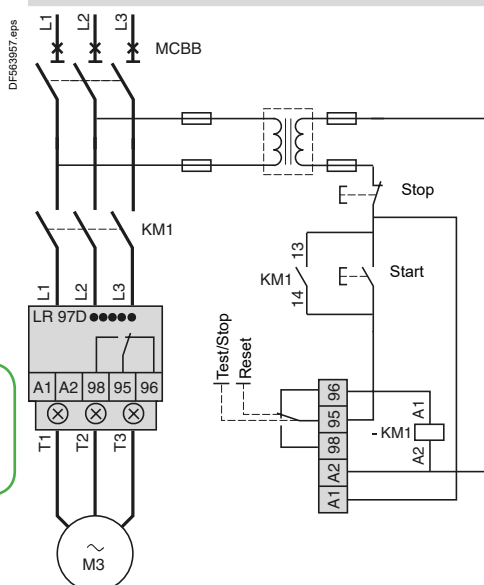 DF563957.eps
L1 L2 L3
MCBB
Stop
KM1
13
KM1
14
Start
L1 L2 L3
LR 97D
A1 A2 98 95 96
Test/Stop
Reset
96
95
98
A2
A1
A1
- KM1
A2
T1 T2 T3
~
M3